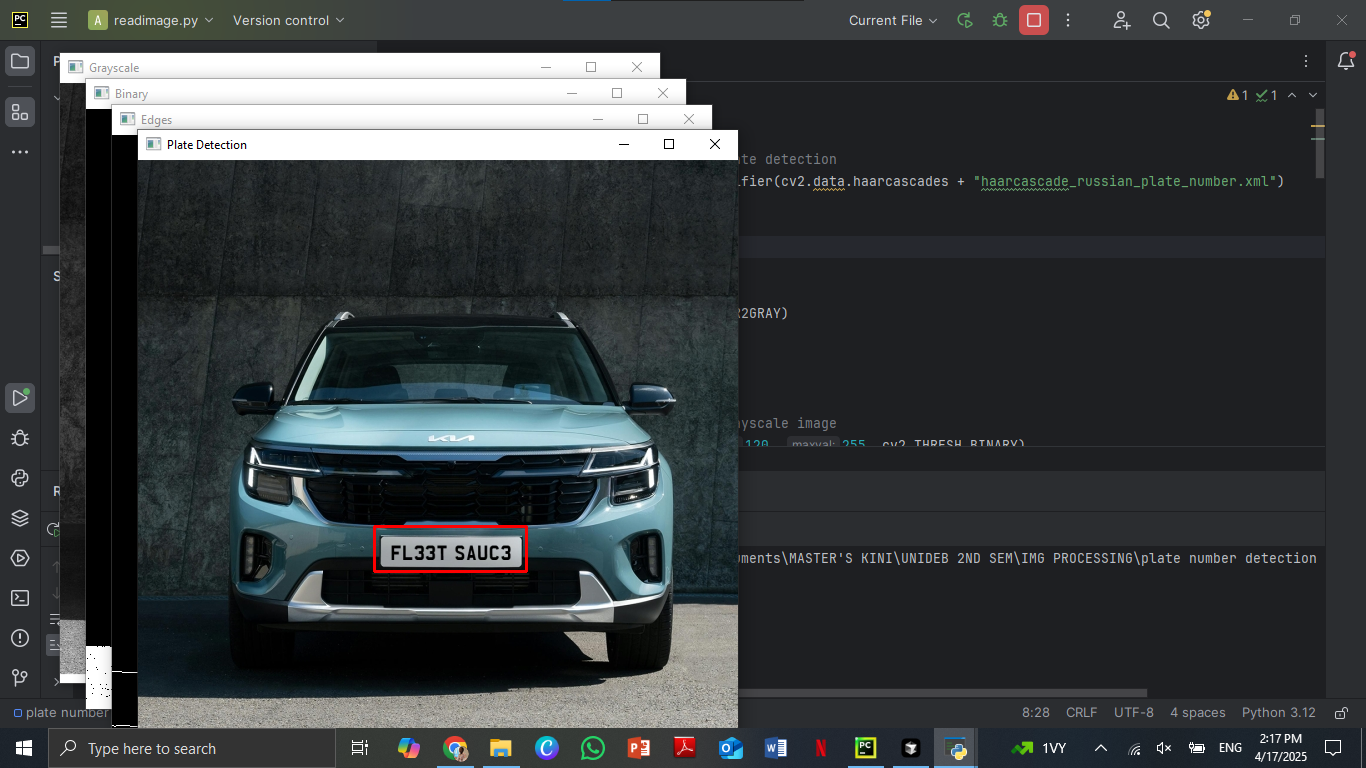 PC
A
readimage.py
Version control
Current File
Grayscale
Binary
Edges
Plate Detection
P
1
1
te detection
fier(cv2.data.haarcascades + "haarcascade_russian_plate_number.xml")
R2GRAY)
S
yscale image
120, maxval: 255, cv2.THRESH_BINARY)
KIA
R
FL33T SAUC3
uments\MASTER'S KINI\UNIDEB 2ND SEM\IMG PROCESSING\plate number detection
plate number
8:28
CRLF
UTF-8
4 spaces
Python 3.12
Type here to search
1VY
ENG
2:17 PM
4/17/2025